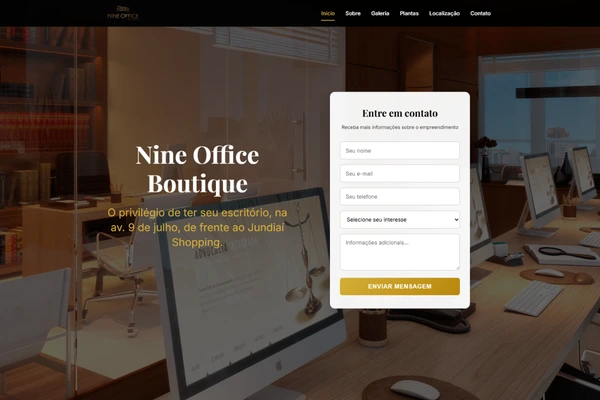 NINE OFFICE
Início
Sobre
Galeria
Plantas
Localização
Contato
Nine Office
Boutique
O privilégio de ter seu escritório, na
av. 9 de julho, de frente ao Jundiaí
Shopping.
Entre em contato
Receba mais informações sobre o empreendimento
Seu nome
Seu e-mail
Seu telefone
Selecione seu interesse
Informações adicionais...
ENVIAR MENSAGEM